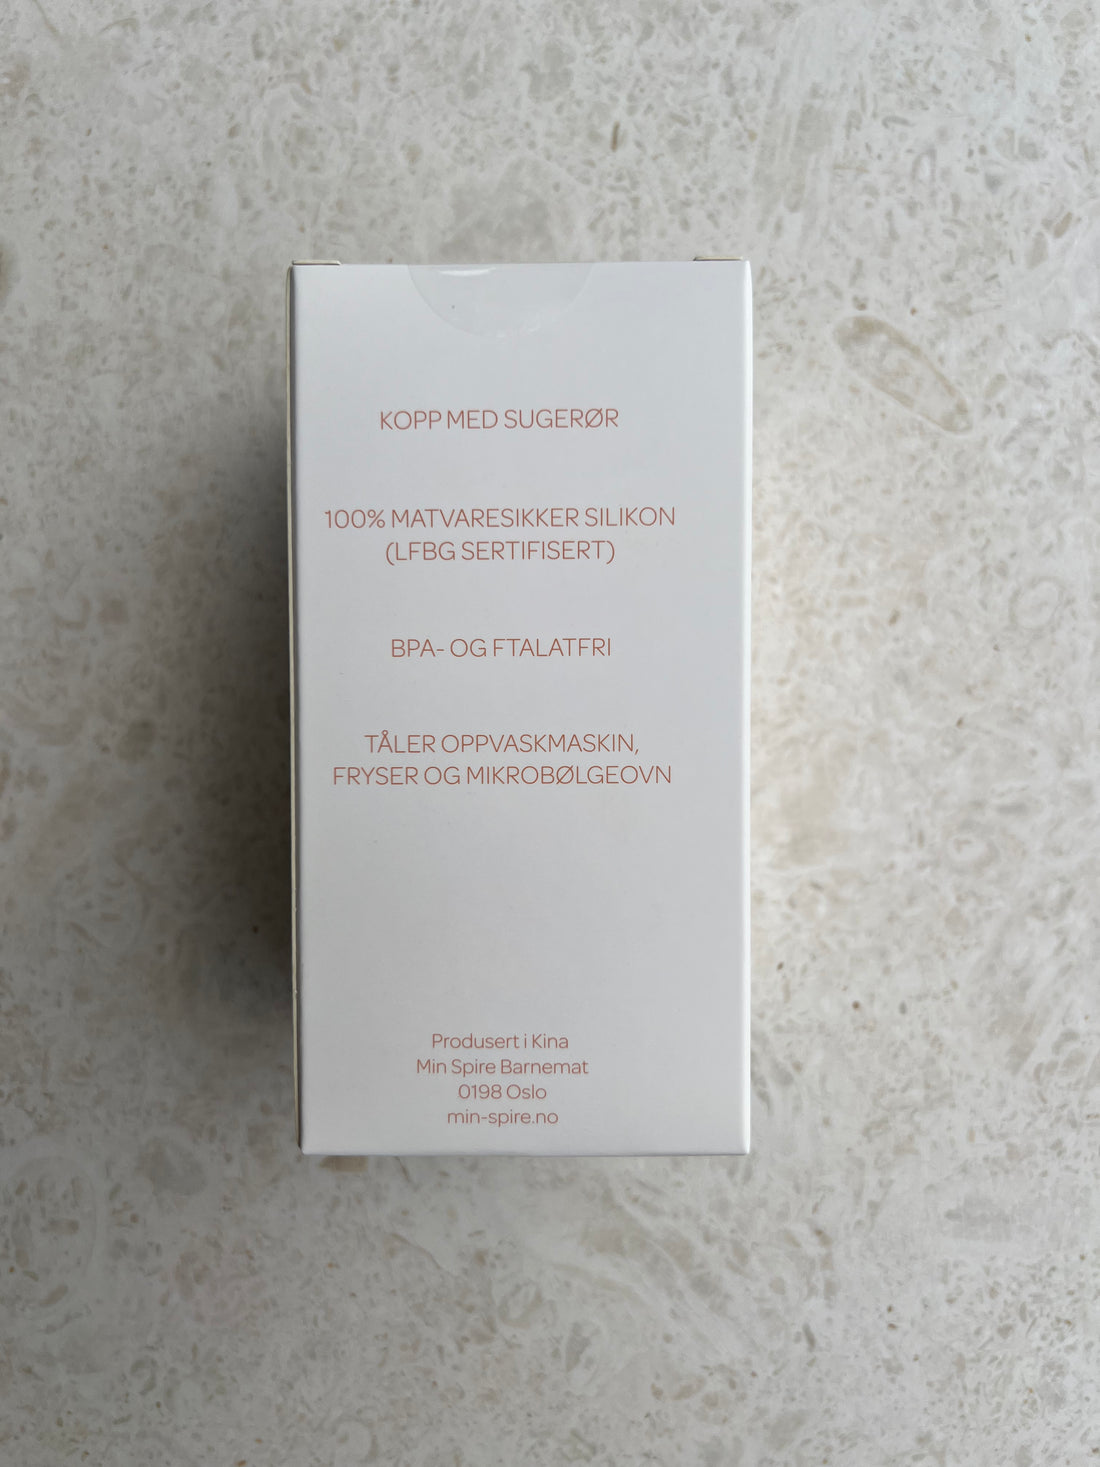 KOPP MED SUGERØR
100% MATVARESIKKER SILIKON
(LFBG SERTIFISERT)
BPA- OG FTALATFRI
TÅLER OPPVASKMASKIN,
FRYSER OG MIKROBØLGEOVN
Produsert i Kina
Min Spire Barnemat
0198 Oslo
min-spire.no